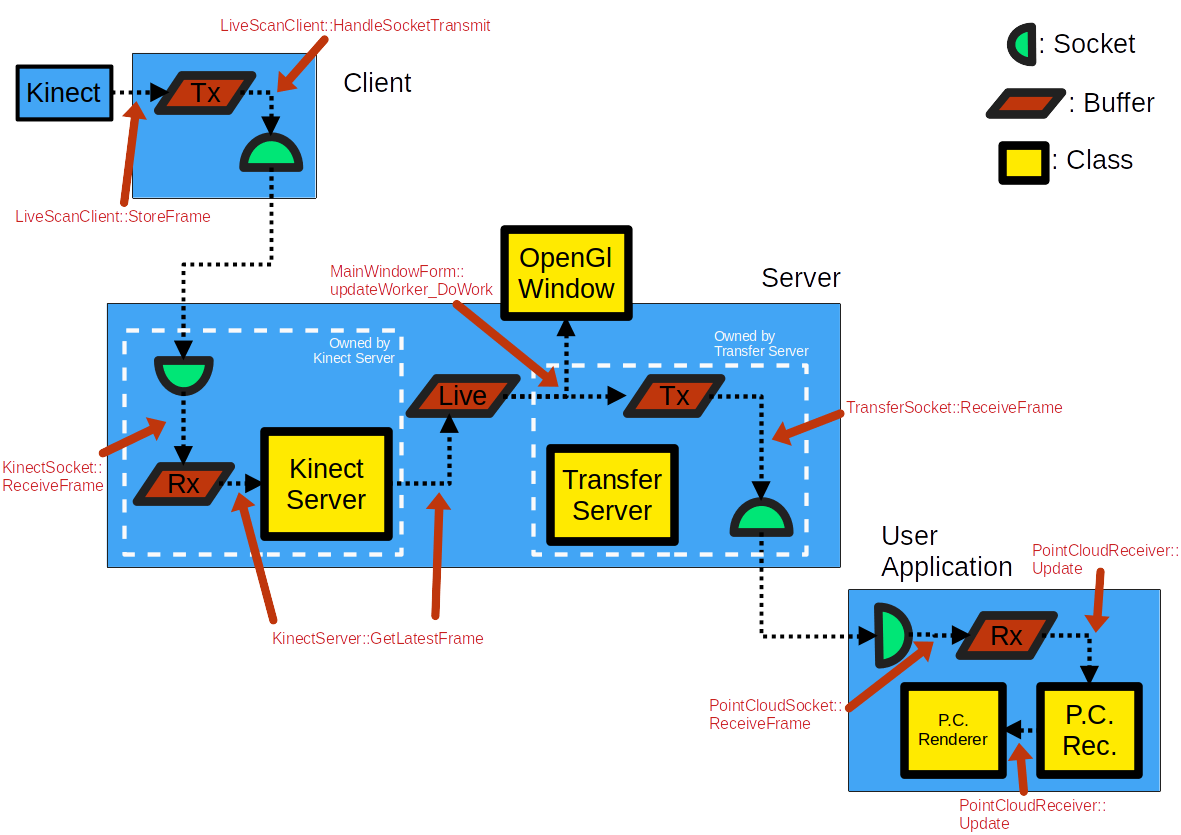 LiveScanClient::HandleSocketTransmit
: Socket
Kinect
Tx
Client
: Buffer
: Class
LiveScanClient::StoreFrame
OpenGl
Window
MainWindowForm::
updateWorker_DoWork
Server
Owned by
Kinect Server
Owned by
Transfer Server
Live
Tx
TransferSocket::ReceiveFrame
KinectSocket::
ReceiveFrame
Rx
Kinect
Server
Transfer
Server
User
Application
PointCloudReceiver::
Update
KinectServer::GetLatestFrame
Rx
PointCloudSocket::
ReceiveFrame
P.C.
Renderer
P.C.
Rec.
PointCloudReceiver::
Update